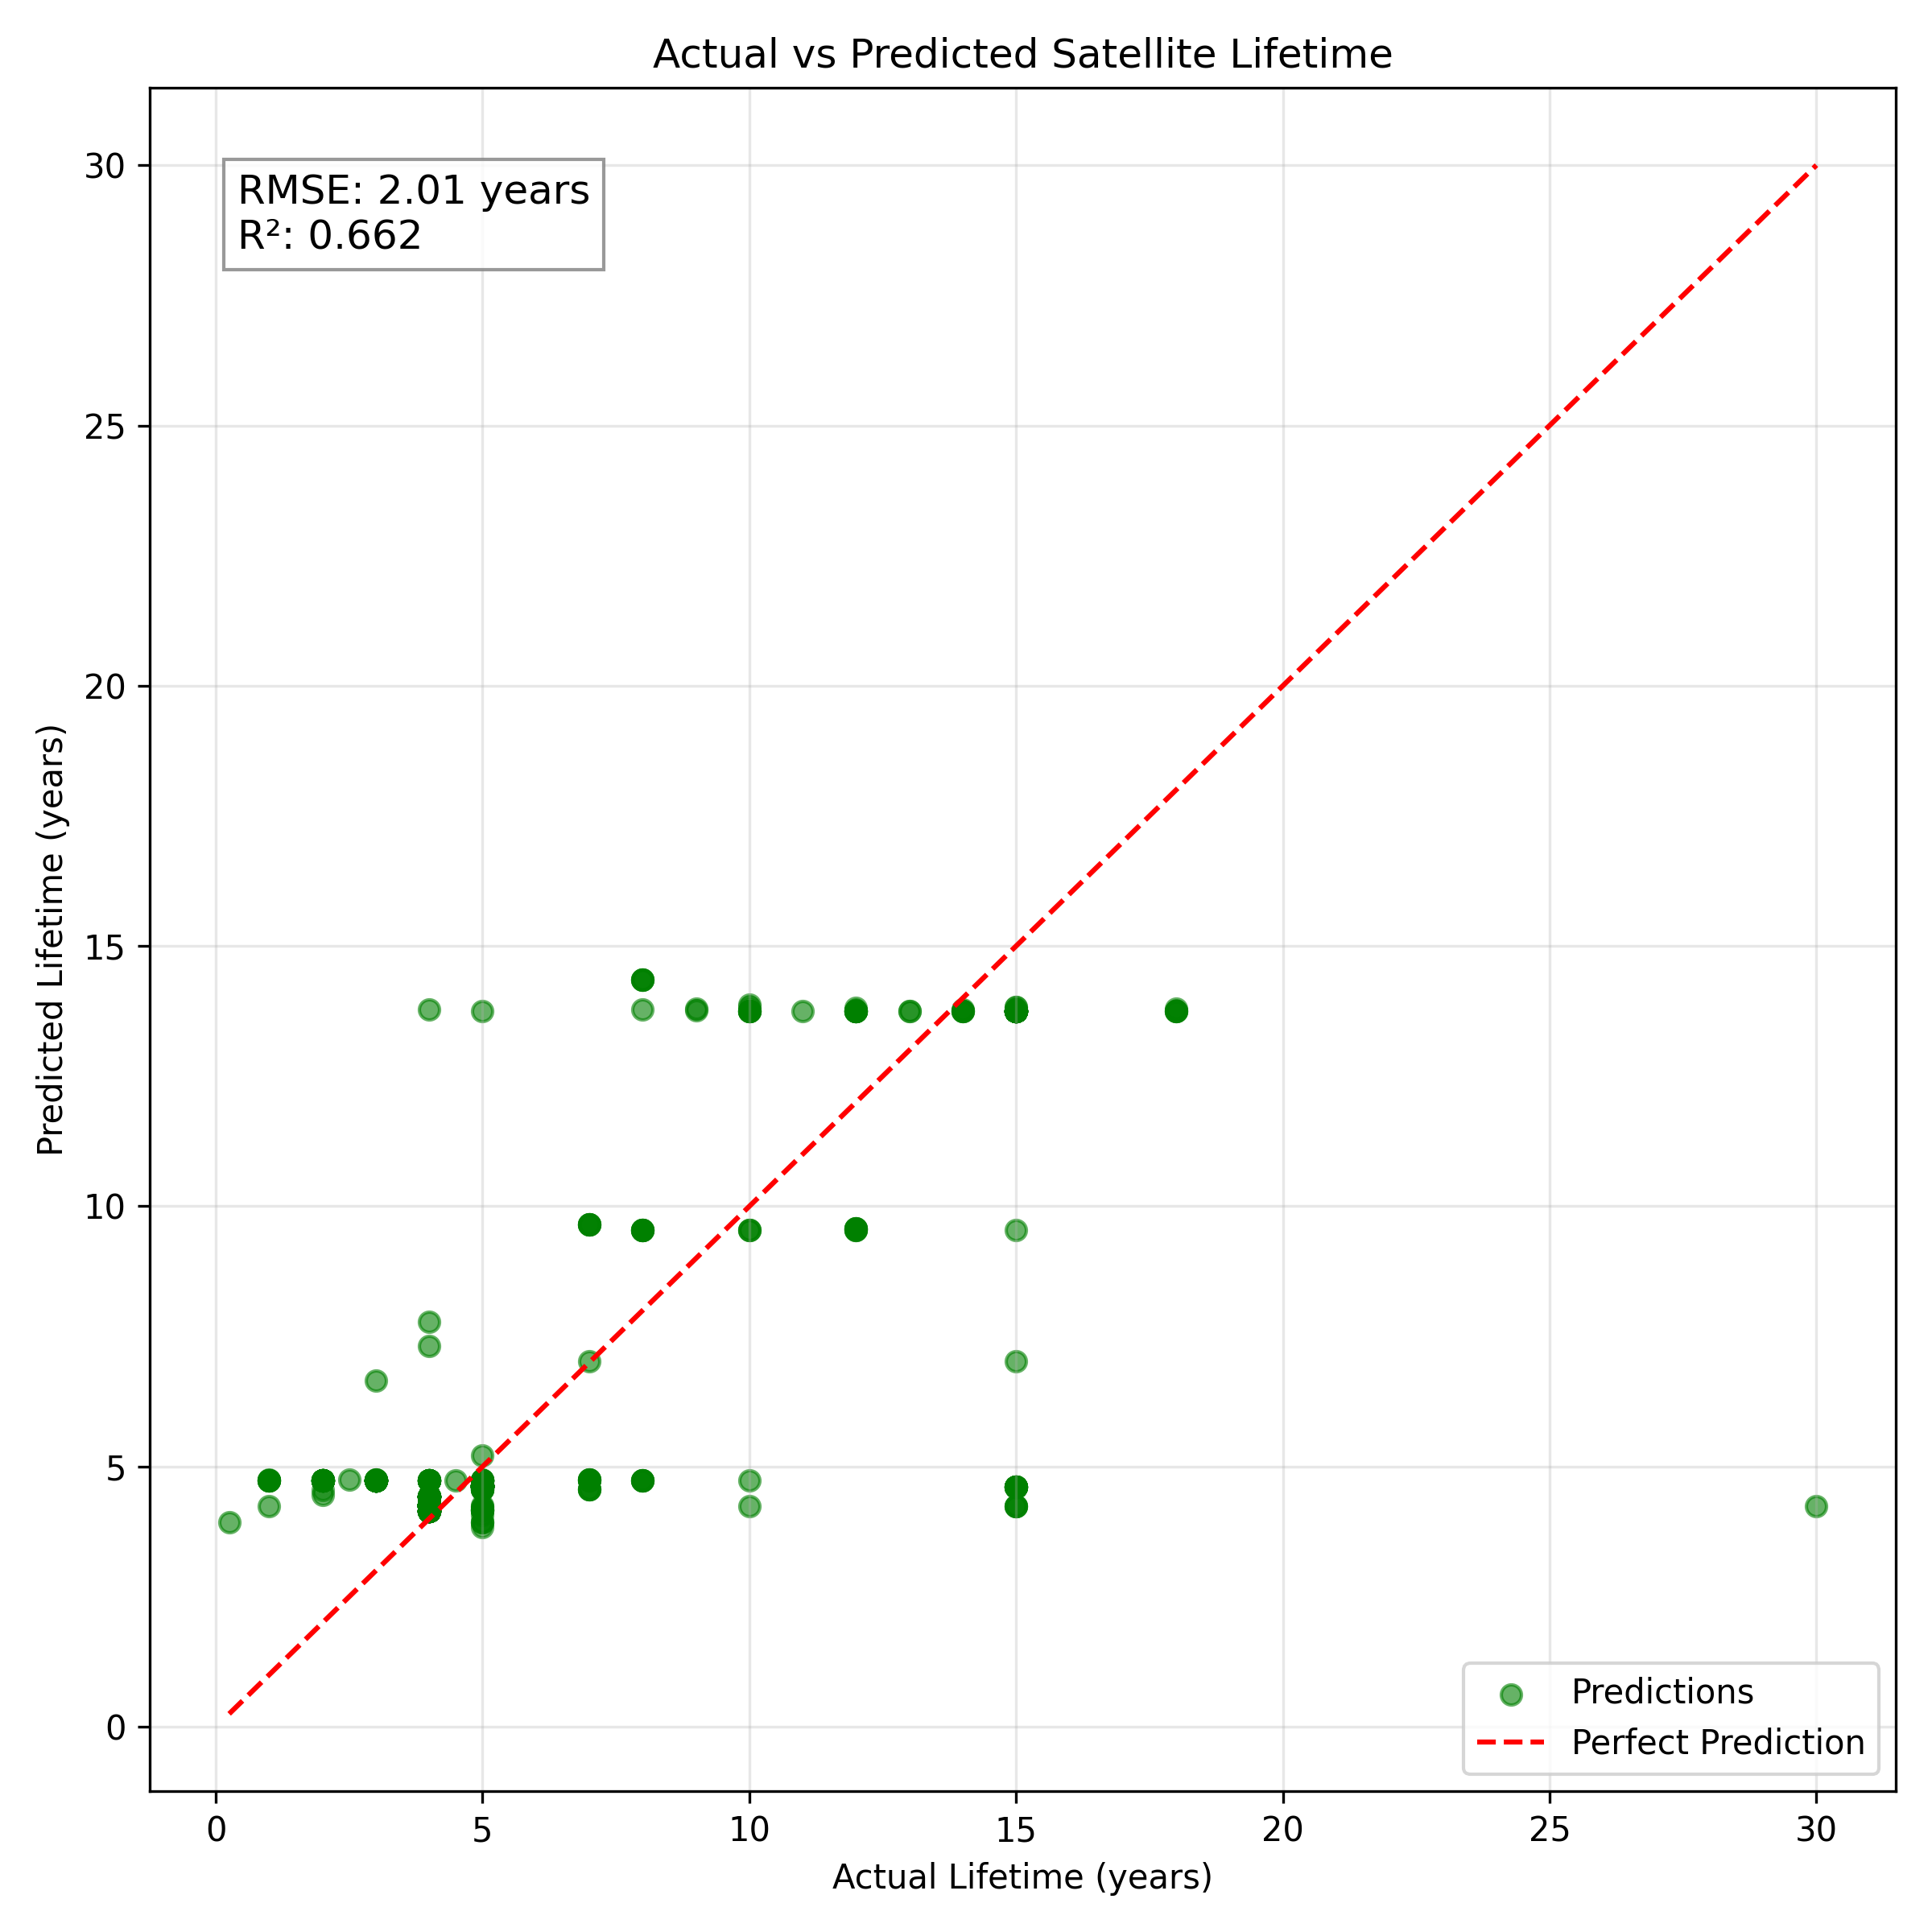 Actual vs Predicted Satellite Lifetime
RMSE: 2.01 years
R²: 0.662
30
25
20
15
10
5
0
Predicted Lifetime (years)
Predictions
Perfect Prediction
0 5 10 15 20 25 30
Actual Lifetime (years)